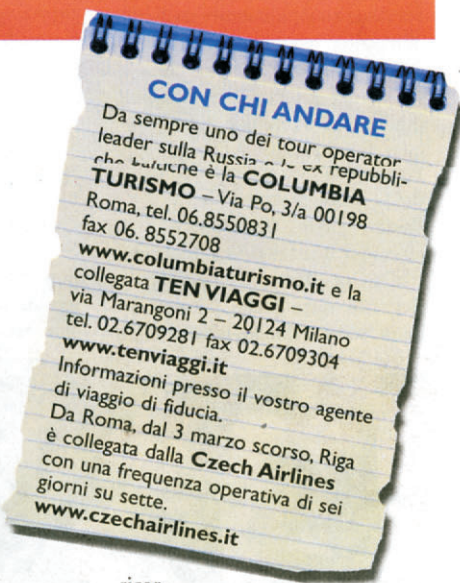 CON CHI ANDARE
Da sempre uno dei tour operator
leader sulla Russia e le ex repubbli-
che baltiche è la COLUMBIA
TURISMO – Via Po, 3/a 00198
Roma, tel. 06.8550831
fax 06. 8552708
www.columbiaturismo.it e la
collegata TEN VIAGGI –
via Marangoni 2 – 20124 Milano
tel. 02.6709281 fax 02.6709304
www.tenviaggi.it
Informazioni presso il vostro agente
di viaggio di fiducia.
Da Roma, dal 3 marzo scorso, Riga
è collegata dalla Czech Airlines
con una frequenza operativa di sei
giorni su sette.
www.czechairlines.it